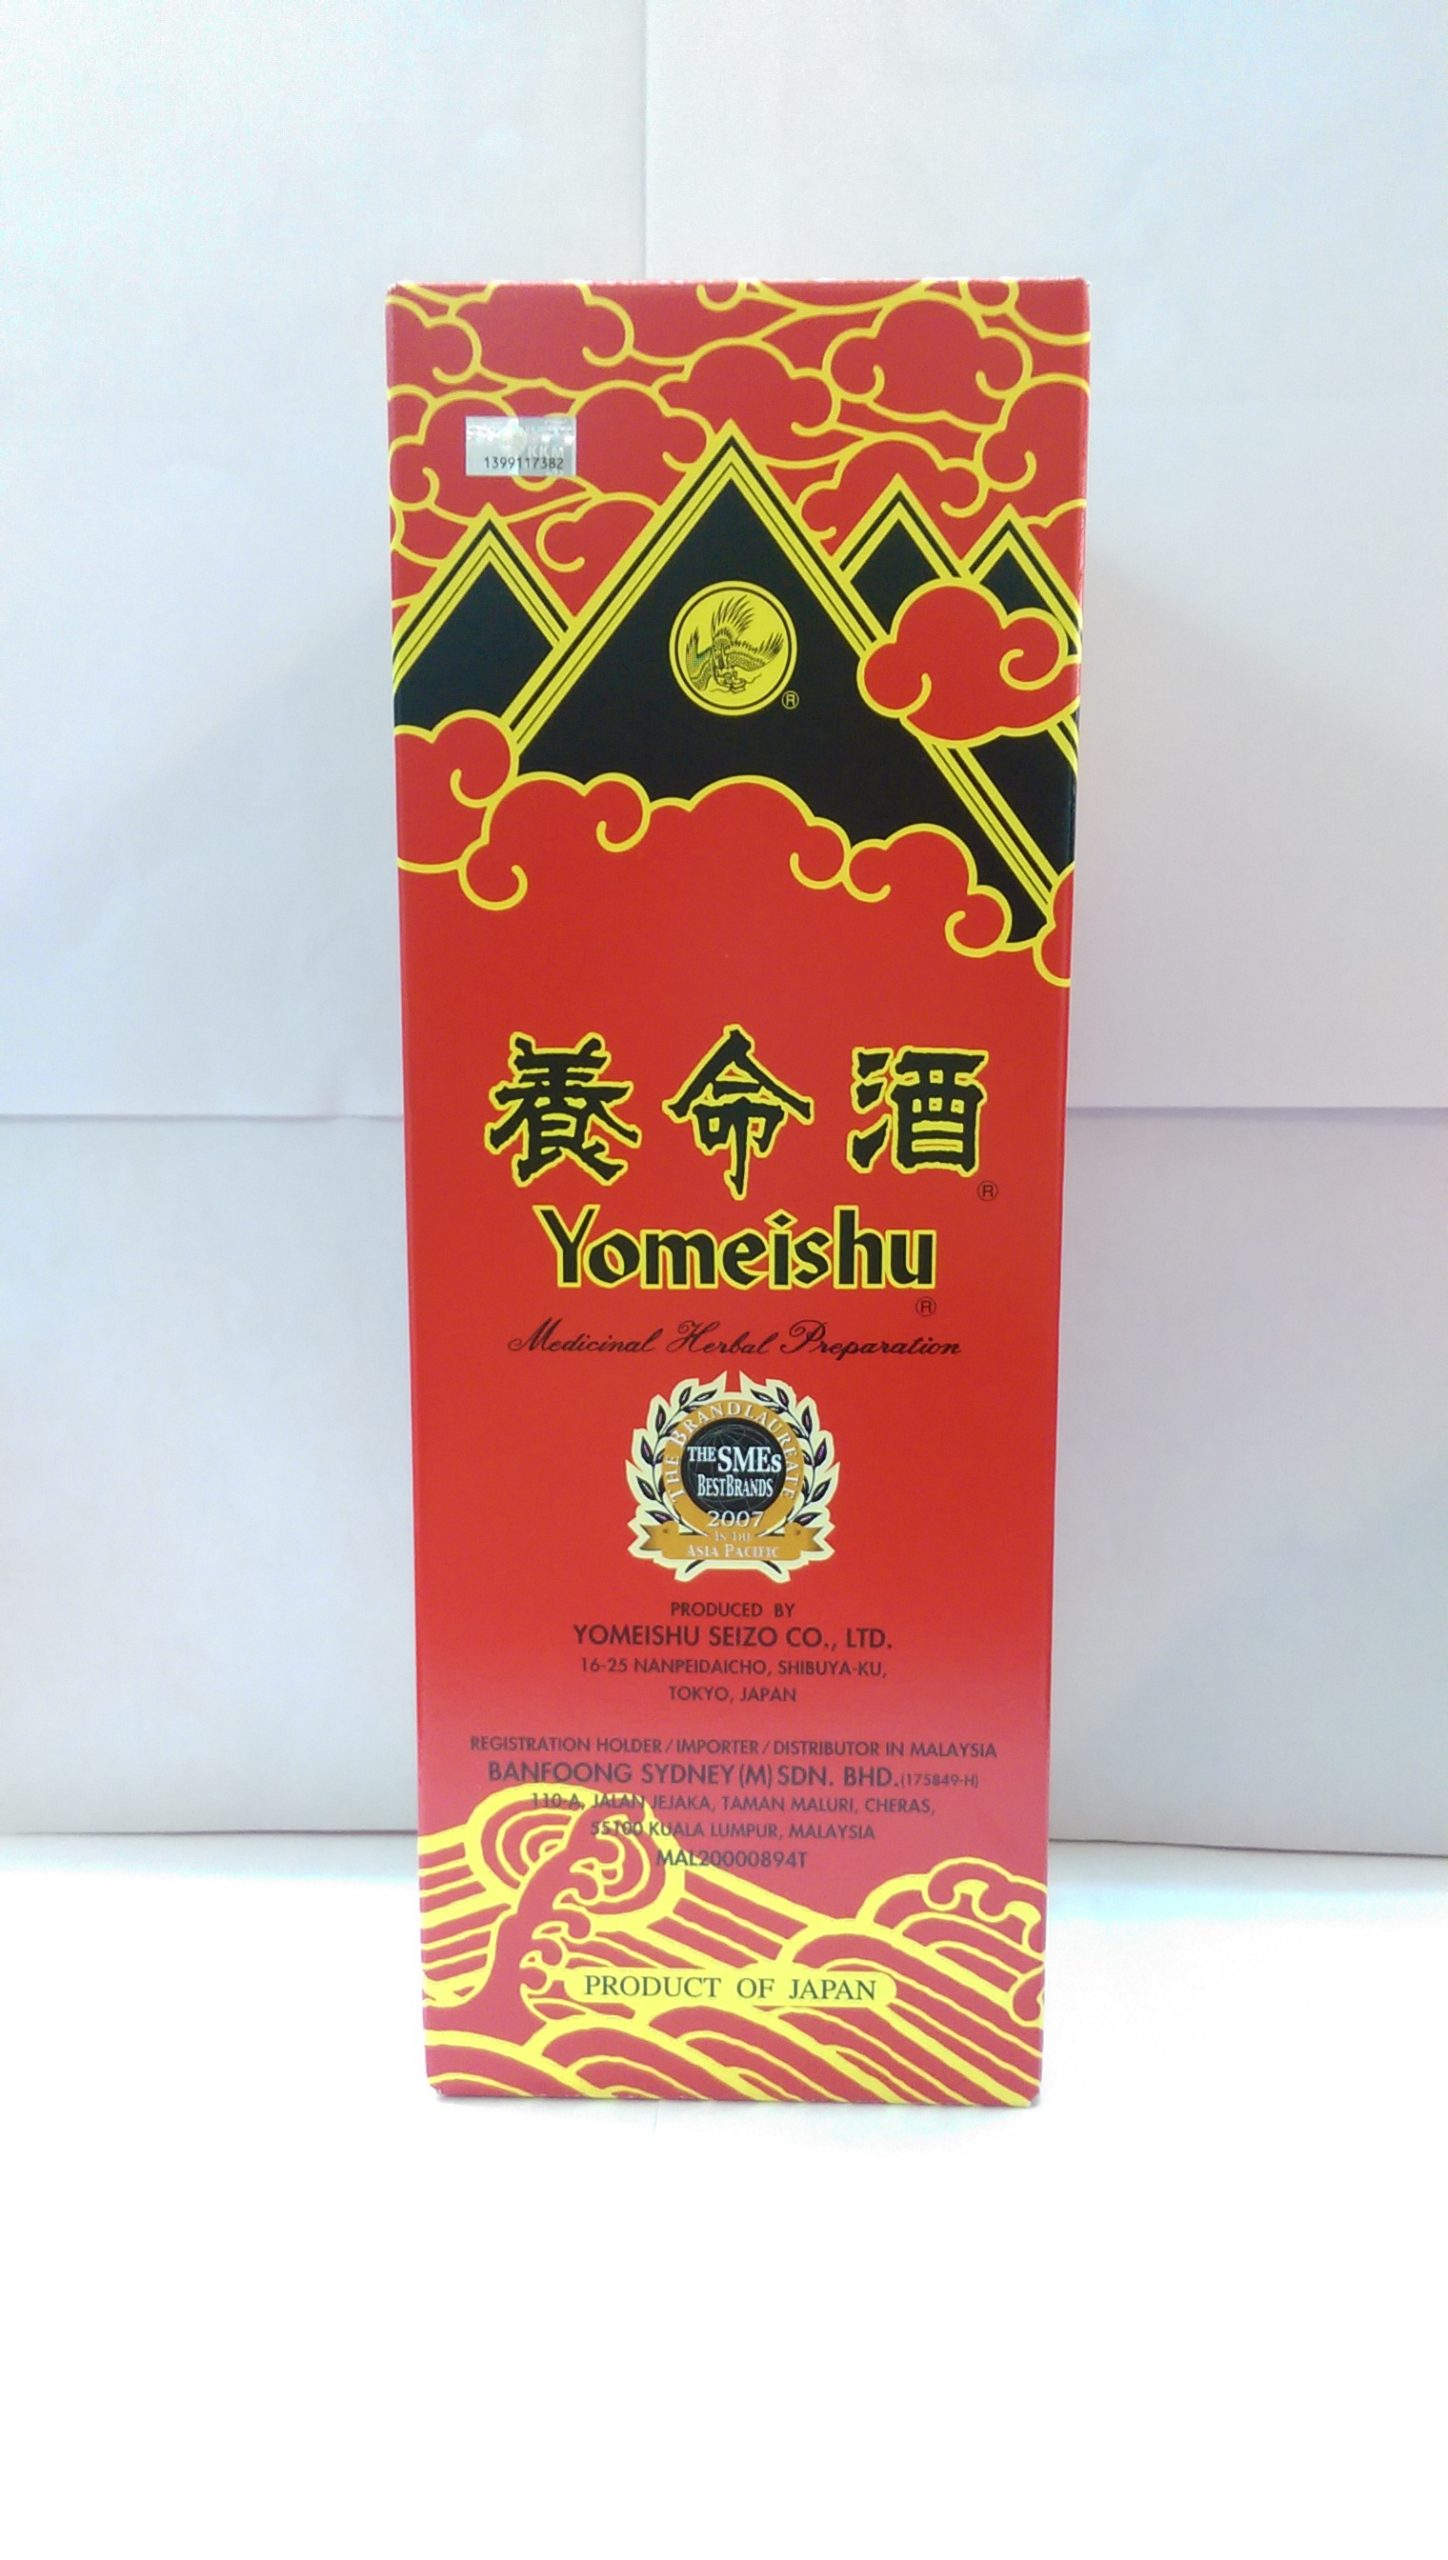 KKM
1399117382
®
養命酒
®
Yomeishu
®
Medicinal Herbal Preparation
THE BRANDLAUREATE
THE SMEs
BESTBRANDS
2007
IN THE
ASIA PACIFIC
PRODUCED BY
YOMEISHU SEIZO CO., LTD.
16-25 NANPEIDAICHO, SHIBUYA-KU,
TOKYO, JAPAN
REGISTRATION HOLDER / IMPORTER / DISTRIBUTOR IN MALAYSIA
BANFOONG SYDNEY (M) SDN. BHD. (175849-H)
110-A, JALAN JEJAKA, TAMAN MALURI, CHERAS,
55100 KUALA LUMPUR, MALAYSIA
MAL20000894T
PRODUCT OF JAPAN